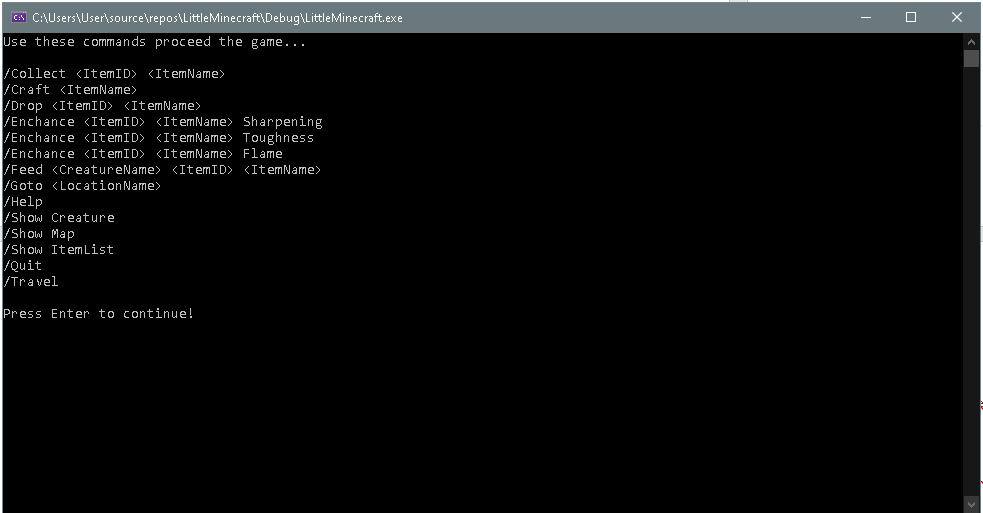 C:\Users\User\source\repos\LittleMinecraft\Debug\LittleMinecraft.exe
Use these commands proceed the game...
/Collect <ItemID> <ItemName>
/Craft <ItemName>
/Drop <ItemID> <ItemName>
/Enchance <ItemID> <ItemName> Sharpening
/Enchance <ItemID> <ItemName> Toughness
/Enchance <ItemID> <ItemName> Flame
/Feed <CreatureName> <ItemID> <ItemName>
/Goto <LocationName>
/Help
/Show Creature
/Show Map
/Show ItemList
/Quit
/Travel
Press Enter to continue!